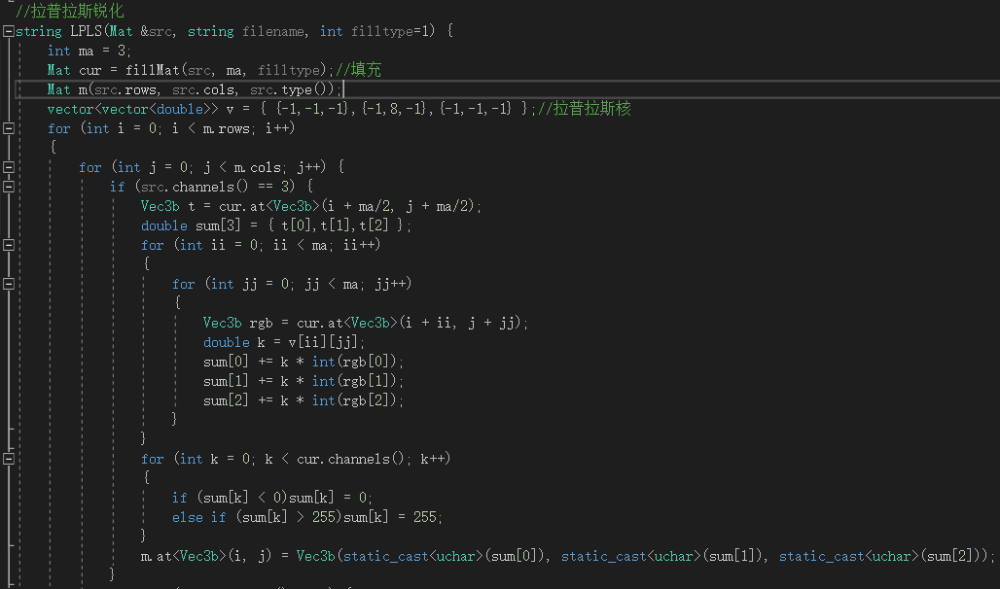 //拉普拉斯锐化
string LPLS(Mat &src, string filename, int filltype=1) {
int ma = 3;
Mat cur = fillMat(src, ma, filltype);//填充
Mat m(src.rows, src.cols, src.type());
vector<vector<double>> v = { {-1,-1,-1},{-1,8,-1},{-1,-1,-1} };//拉普拉斯核
for (int i = 0; i < m.rows; i++)
{
for (int j = 0; j < m.cols; j++) {
if (src.channels() == 3) {
Vec3b t = cur.at<Vec3b>(i + ma/2, j + ma/2);
double sum[3] = { t[0],t[1],t[2] };
for (int ii = 0; ii < ma; ii++)
{
for (int jj = 0; jj < ma; jj++)
{
Vec3b rgb = cur.at<Vec3b>(i + ii, j + jj);
double k = v[ii][jj];
sum[0] += k * int(rgb[0]);
sum[1] += k * int(rgb[1]);
sum[2] += k * int(rgb[2]);
}
}
for (int k = 0; k < cur.channels(); k++)
{
if (sum[k] < 0)sum[k] = 0;
else if (sum[k] > 255)sum[k] = 255;
}
m.at<Vec3b>(i, j) = Vec3b(static_cast<uchar>(sum[0]), static_cast<uchar>(sum[1]), static_cast<uchar>(sum[2]));
}